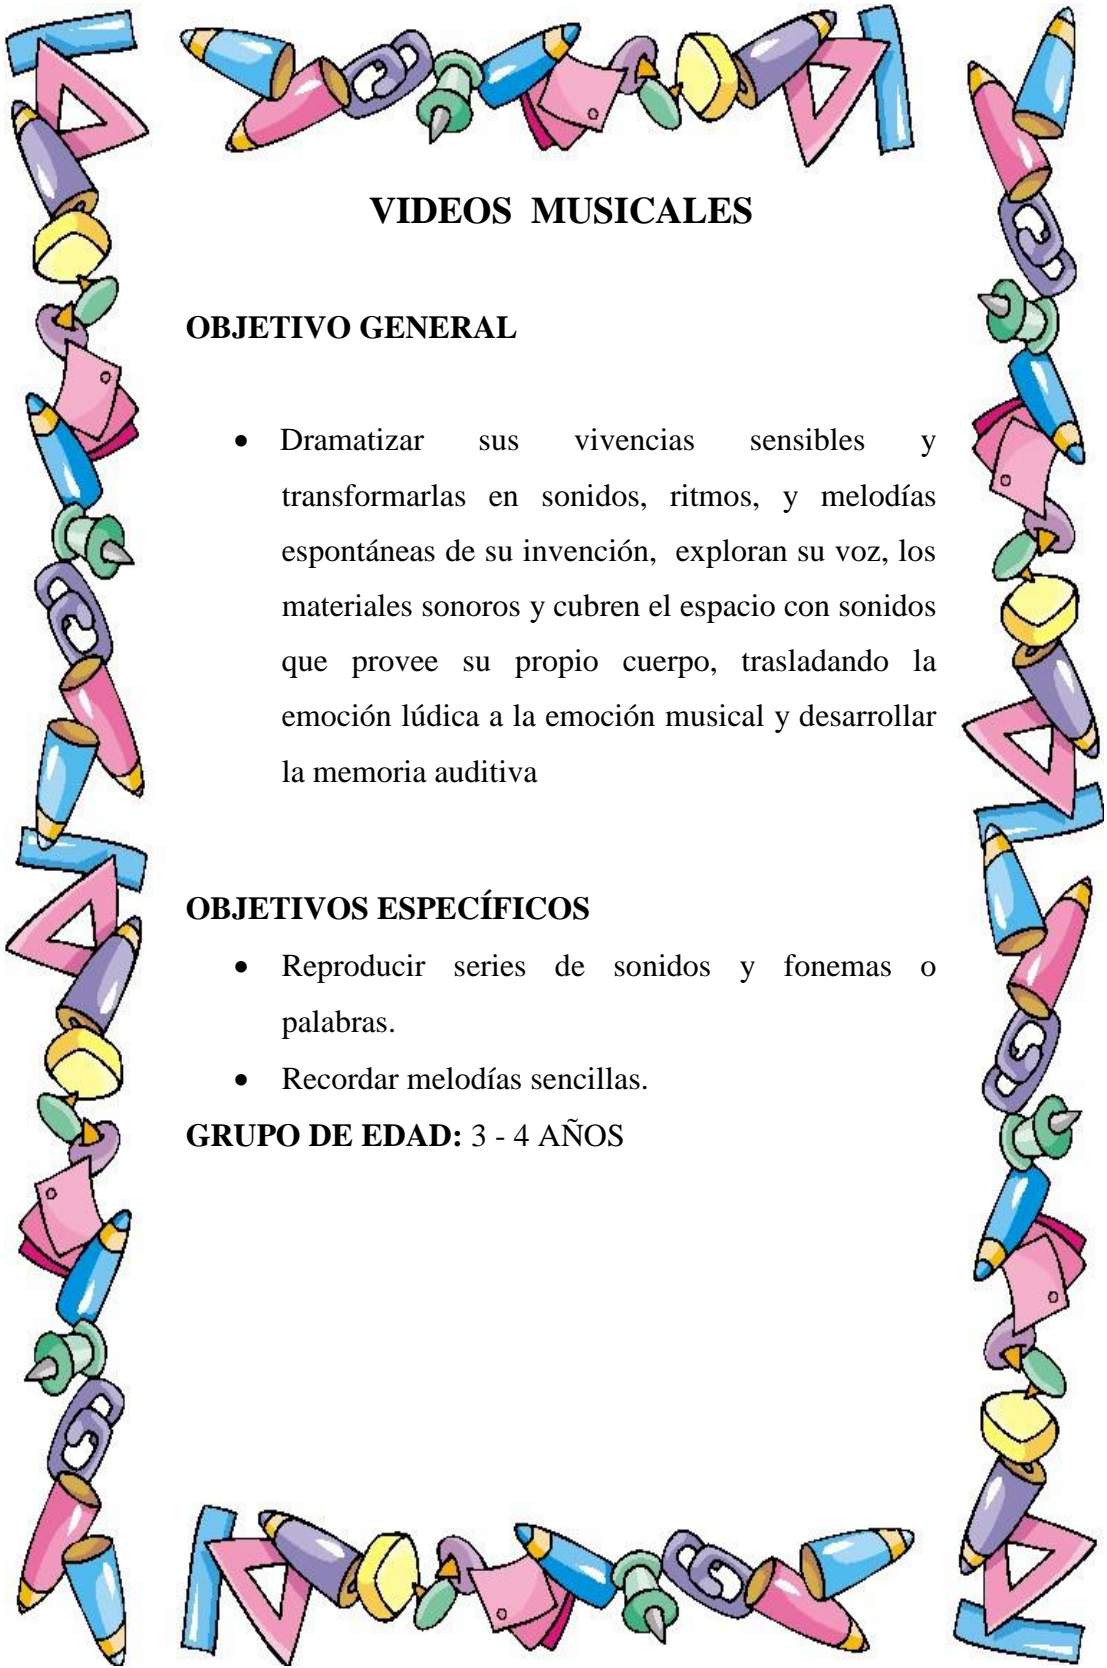 VIDEOS MUSICALES
OBJETIVO GENERAL
• Dramatizar sus vivencias sensibles y
transformarlas en sonidos, ritmos, y melodías
espontáneas de su invención, exploran su voz, los
materiales sonoros y cubren el espacio con sonidos
que provee su propio cuerpo, trasladando la
emoción lúdica a la emoción musical y desarrollar
la memoria auditiva
OBJETIVOS ESPECÍFICOS
• Reproducir series de sonidos y fonemas o
palabras.
• Recordar melodías sencillas.
GRUPO DE EDAD: 3 - 4 AÑOS